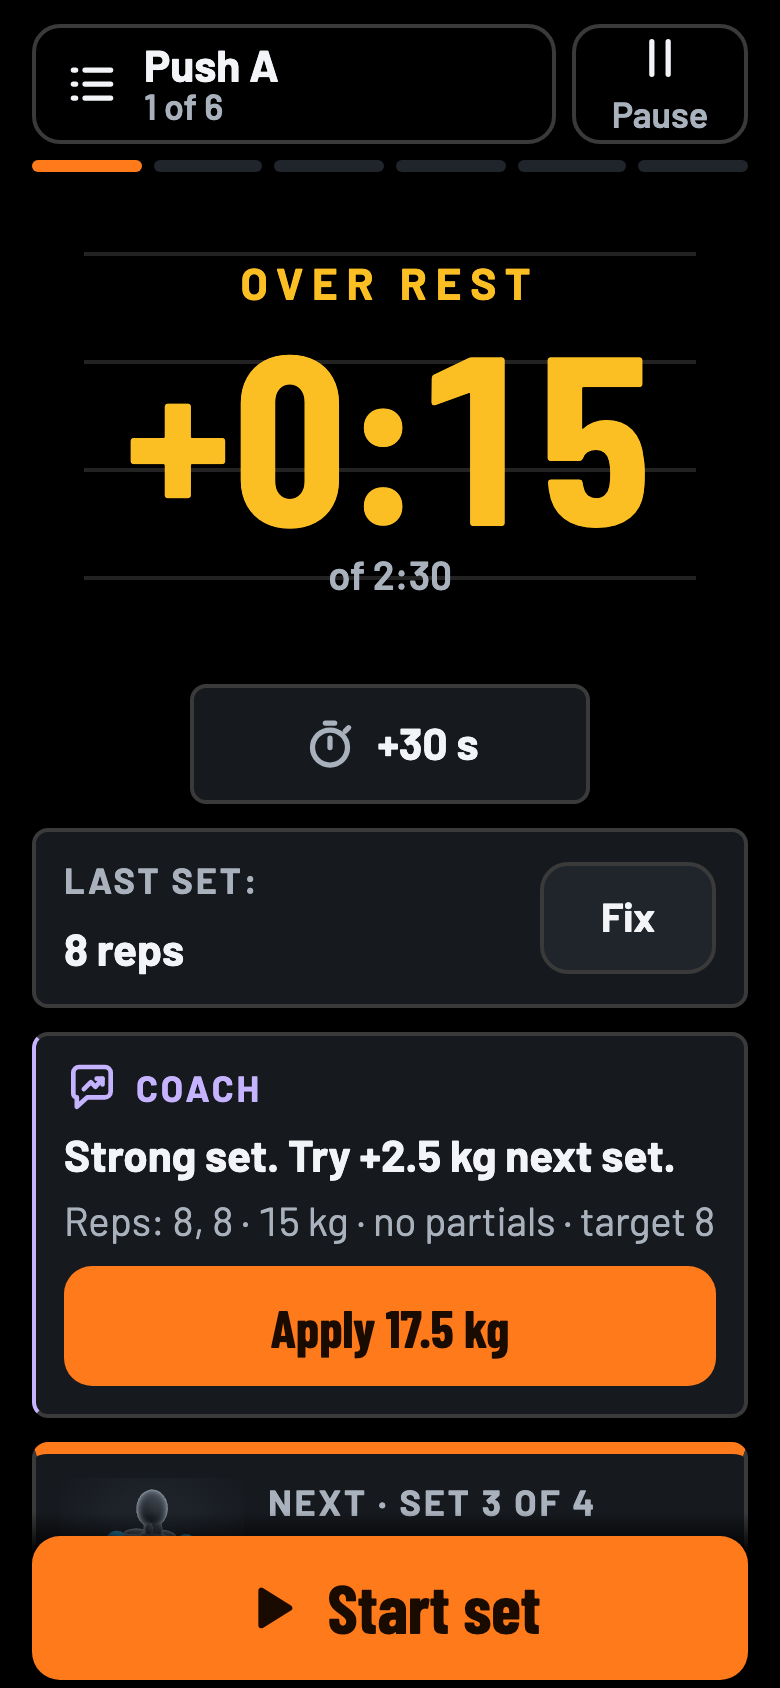 Push A
1 of 6
Pause
OVER REST
+0:15
of 2:30
+30 s
LAST SET:
8 reps
Fix
COACH
Strong set. Try +2.5 kg next set.
Reps: 8, 8 · 15 kg · no partials · target 8
Apply 17.5 kg
NEXT · SET 3 OF 4
Start set